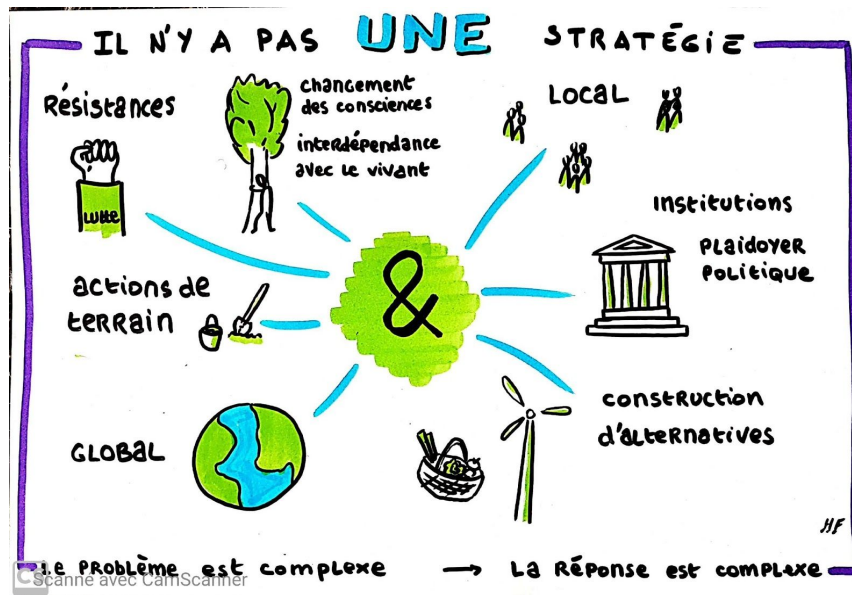 IL N'Y A PAS UNE STRATÉGIE
Résistances
LUTTE
changement
des consciences
interdépendance
avec le vivant
LOCAL
Institutions
PLAIDOYER
POLITIQUE
actions de
terrain
&
GLOBAL
construction
d'alternatives
HF
LE PROBLÈME est complexe → LA RÉPONSE est COMPLEXE
CS
Scanné avec CamScanner